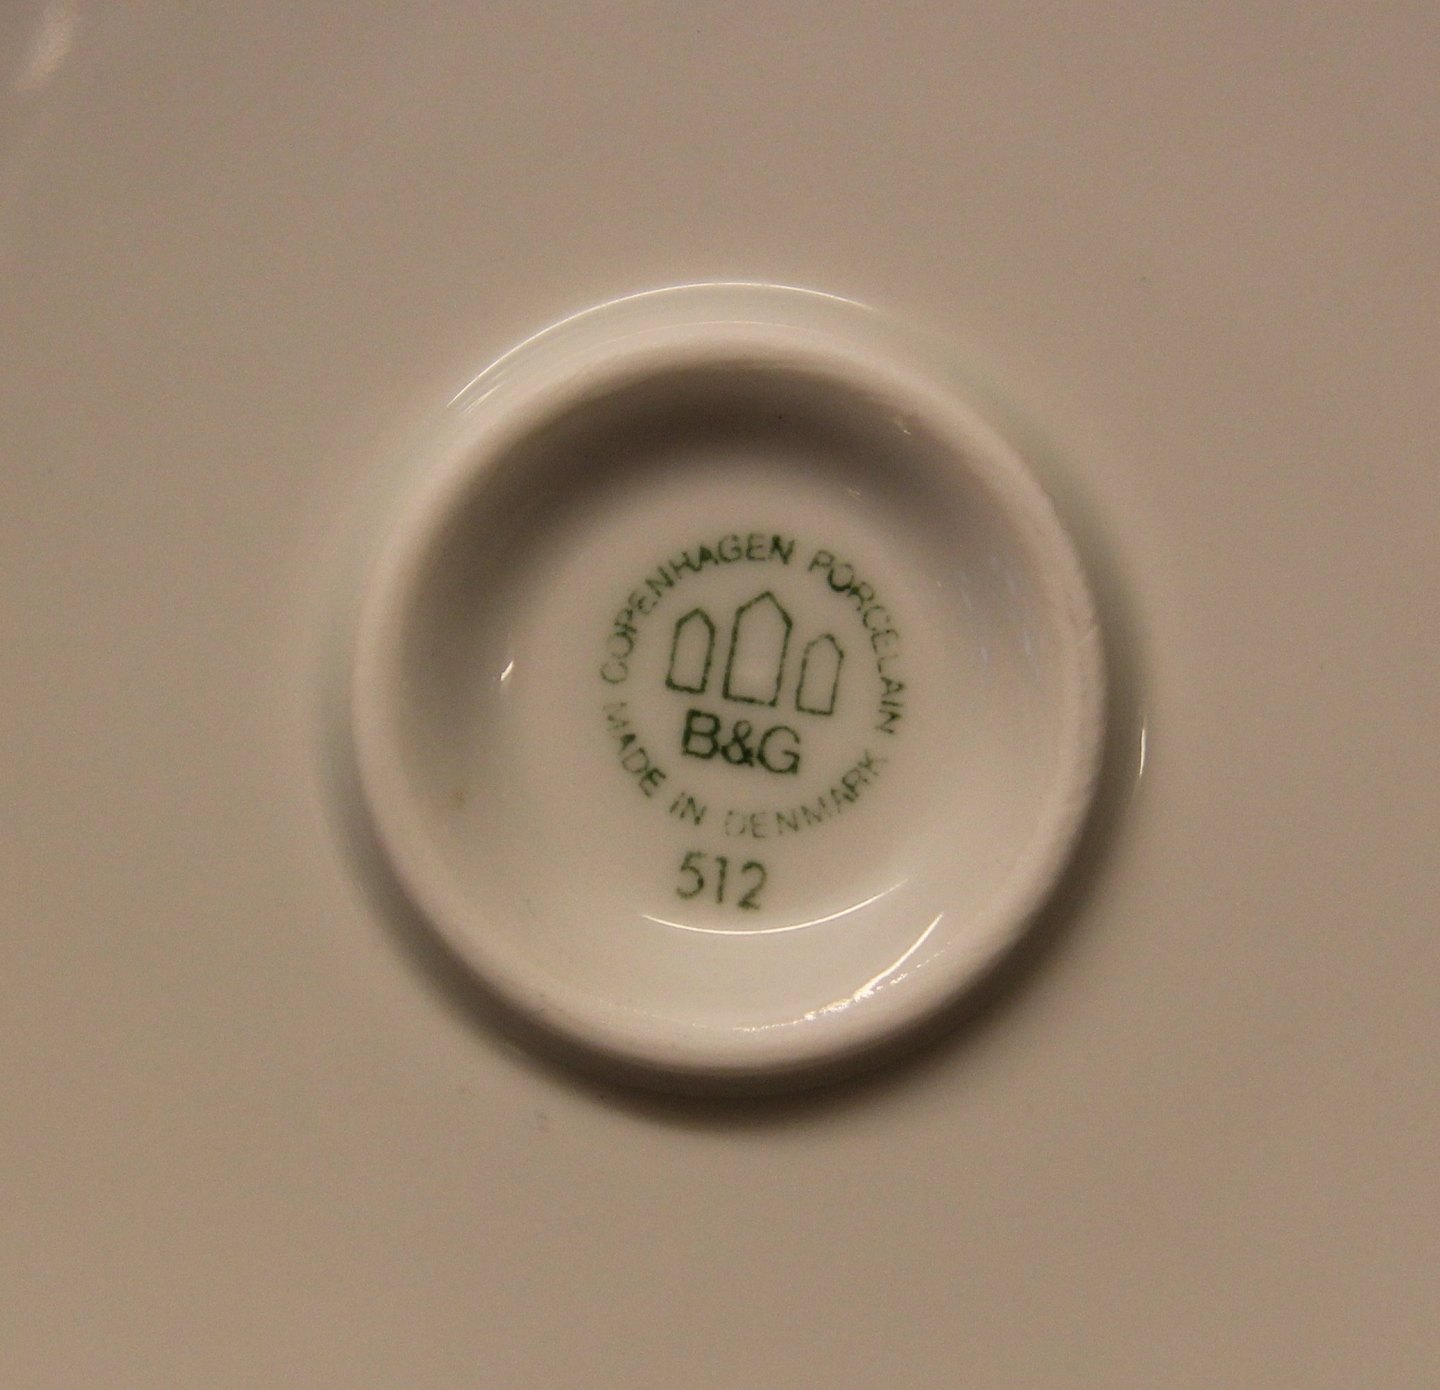 COPENHAGEN PORCELAIN
B&G
MADE IN DENMARK
512